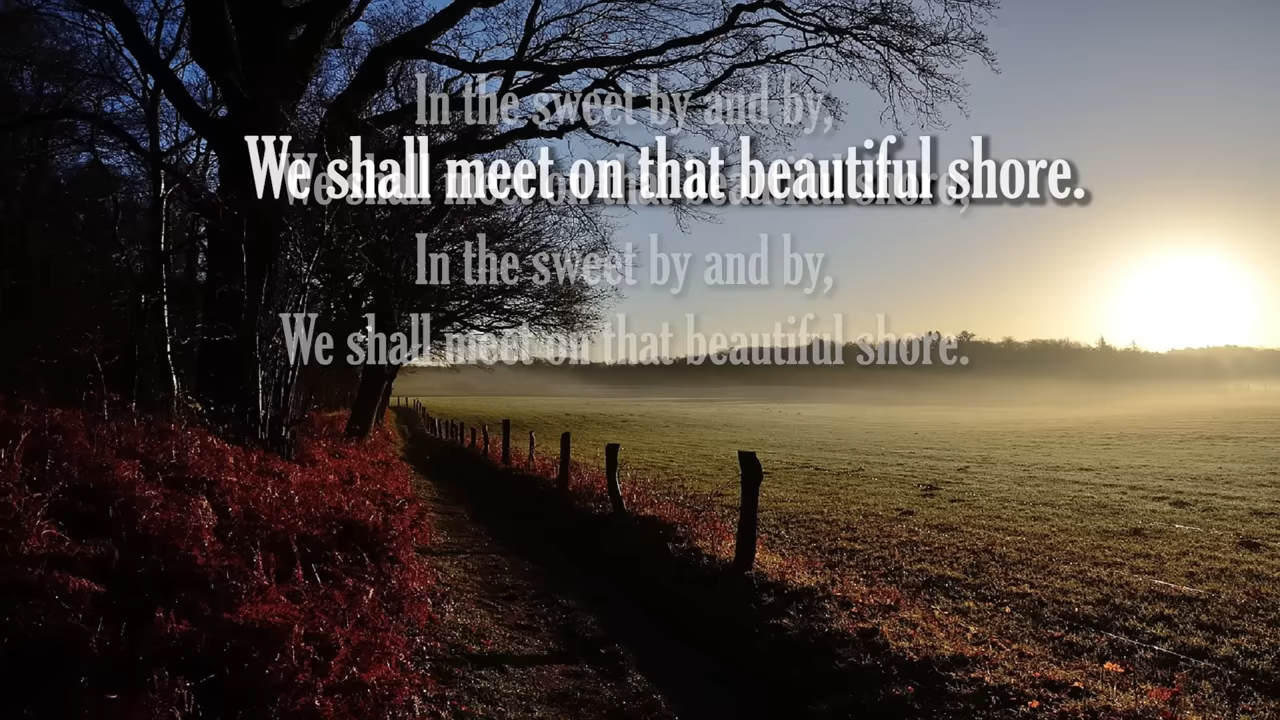 In the sweet by and by,
We shall meet on that beautiful shore.
In the sweet by and by,
We shall meet on that beautiful shore.